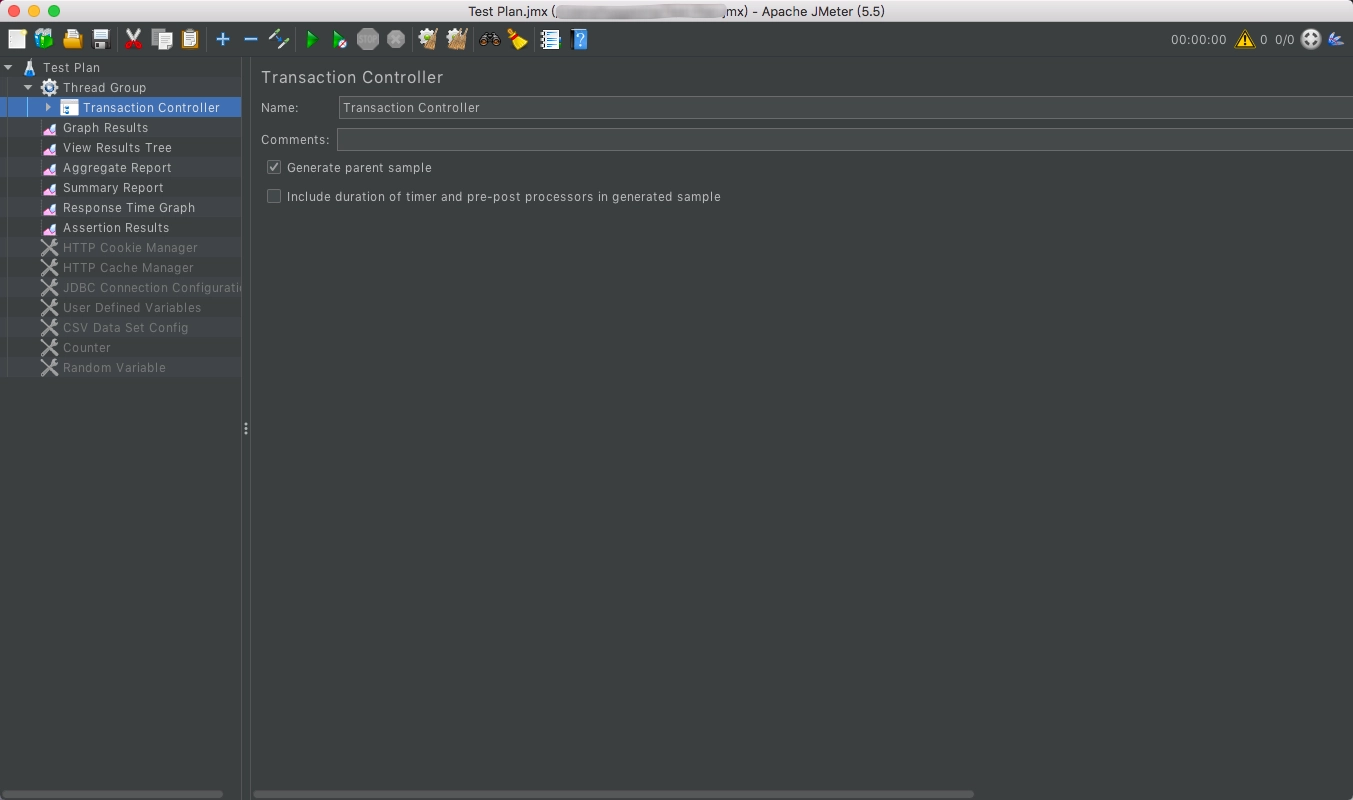 Test Plan.jmx ( jmx) - Apache JMeter (5.5)
STOP
00:00:00 0 0/0
Test Plan
Thread Group
Transaction Controller
Graph Results
View Results Tree
Aggregate Report
Summary Report
Response Time Graph
Assertion Results
HTTP Cookie Manager
HTTP Cache Manager
JDBC Connection Configuratio
User Defined Variables
CSV Data Set Config
Counter
Random Variable
Transaction Controller
Name: Transaction Controller
Comments:
Generate parent sample
Include duration of timer and pre-post processors in generated sample